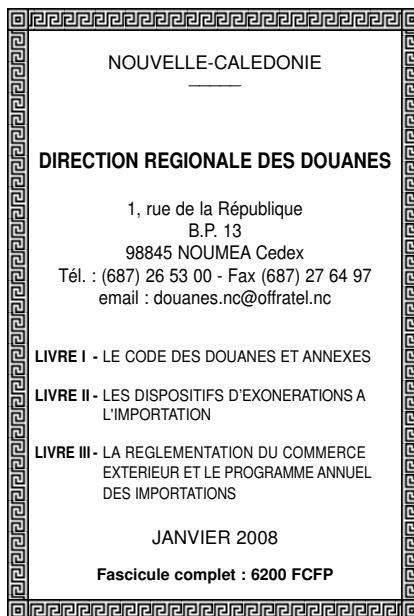 NOUVELLE-CALEDONIE
DIRECTION REGIONALE DES DOUANES
1, rue de la République
B.P. 13
98845 NOUMEA Cedex
Tél. : (687) 26 53 00 - Fax (687) 27 64 97
email : douanes.nc@offratel.nc
LIVRE I - LE CODE DES DOUANES ET ANNEXES
LIVRE II - LES DISPOSITIFS D'EXONERATIONS A
L'IMPORTATION
LIVRE III - LA REGLEMENTATION DU COMMERCE
EXTERIEUR ET LE PROGRAMME ANNUEL
DES IMPORTATIONS
JANVIER 2008
Fascicule complet : 6200 FCFP